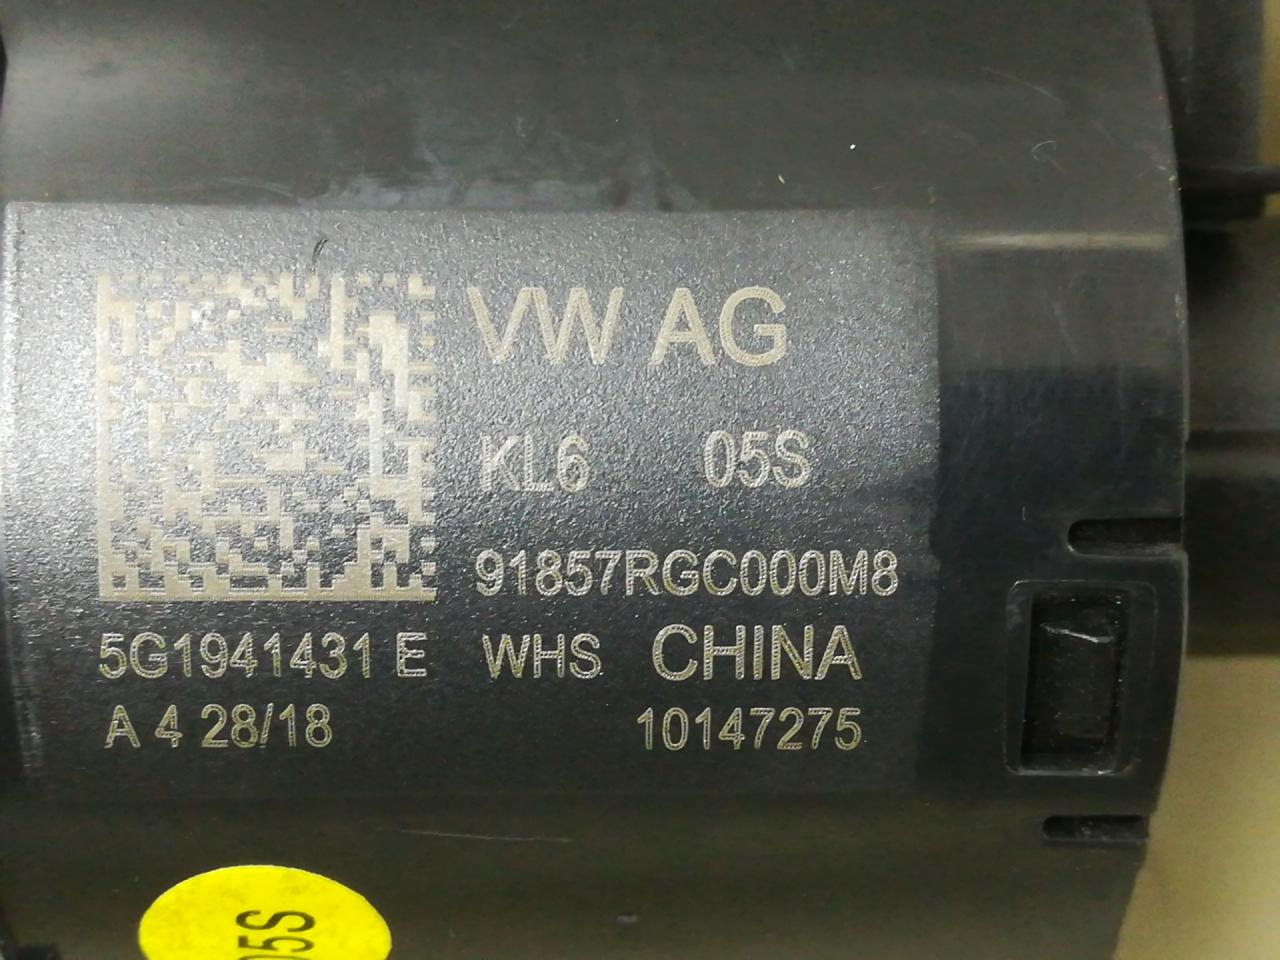 VW AG
KL6 05S
91857RGC000M8
5G1941431 E WHS CHINA
A 4 28/18 10147275
05S